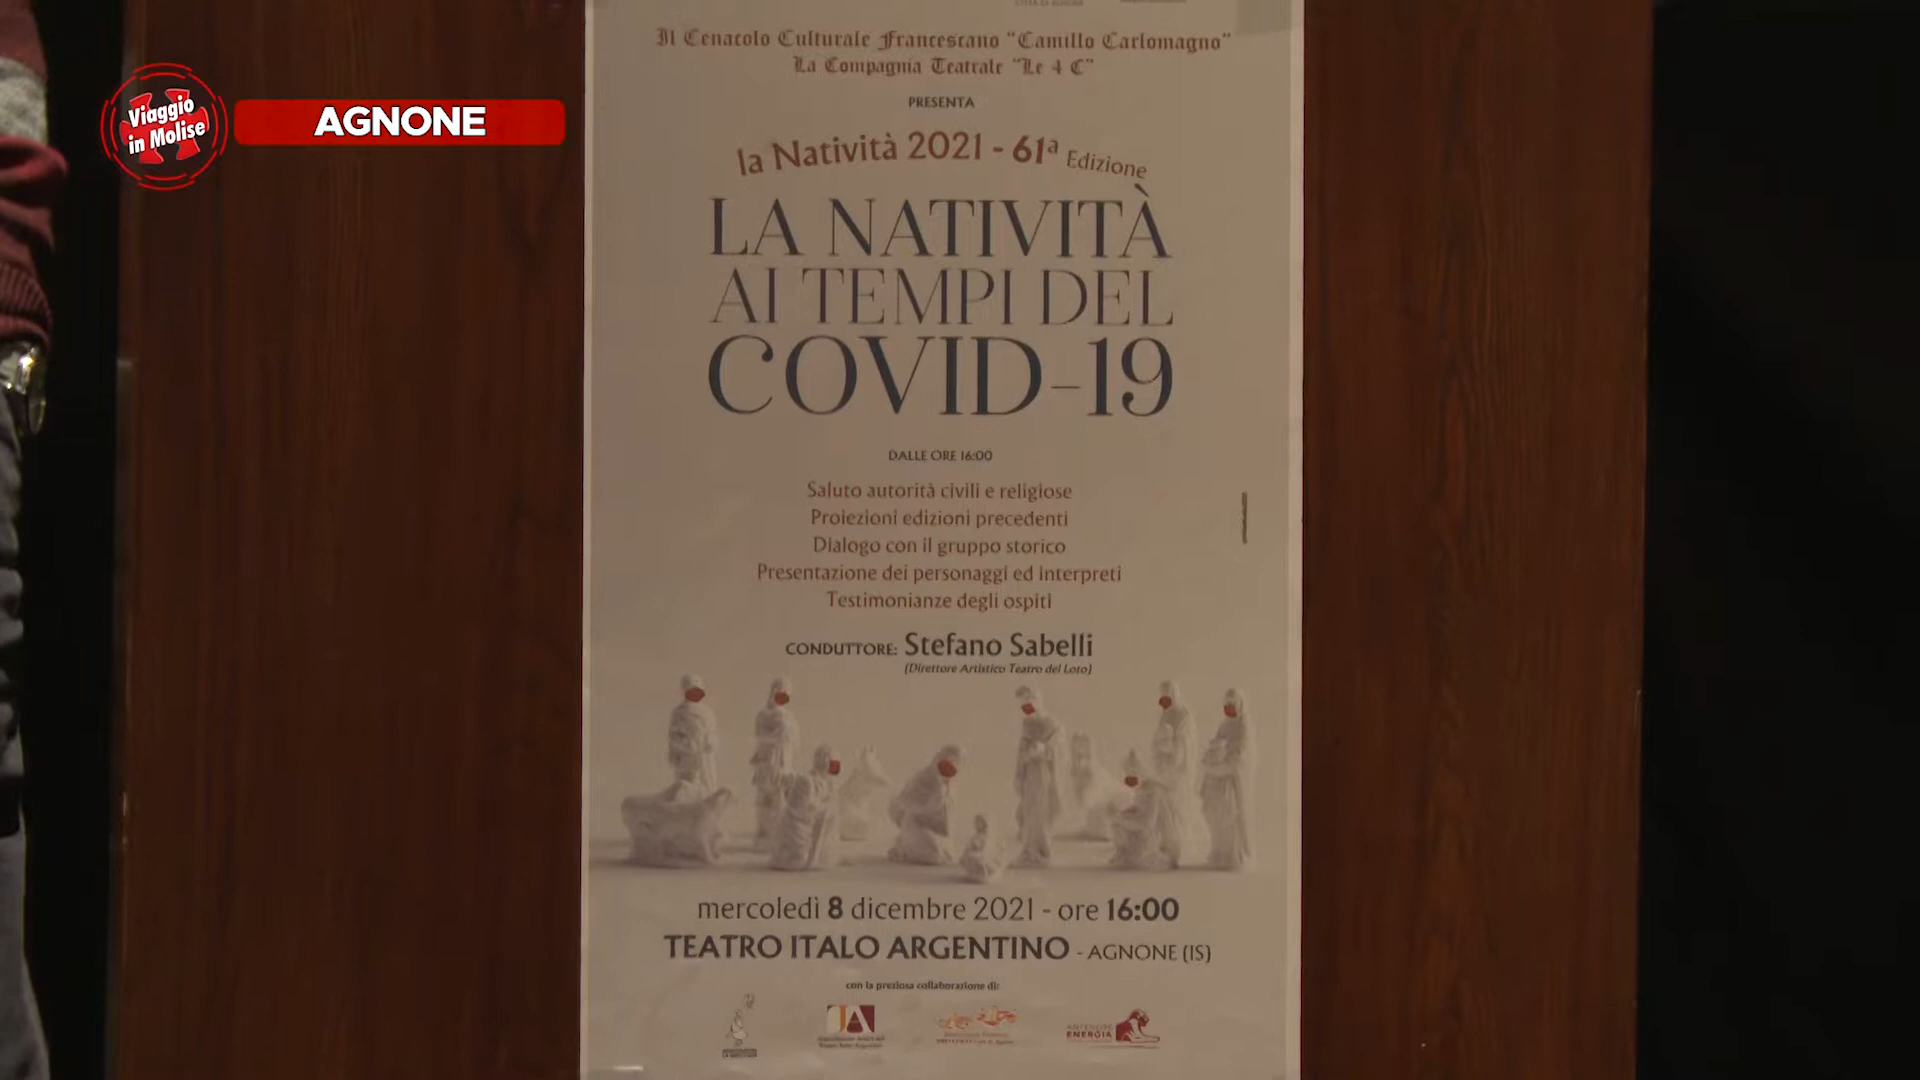 Viaggio
in Molise
AGNONE
Il Cenacolo Culturale Francescano "Camillo Carlomagno"
La Compagnia Teatrale "Le 4 C"
PRESENTA
la Natività 2021 - 61ª Edizione
LA NATIVITÀ
AI TEMPI DEL
COVID-19
DALLE ORE 16:00
Saluto autorità civili e religiose
Proiezioni edizioni precedenti
Dialogo con il gruppo storico
Presentazione dei personaggi ed interpreti
Testimonianze degli ospiti
CONDUTTORE: Stefano Sabelli
(Direttore Artistico Teatro del Loto)
mercoledì 8 dicembre 2021 - ore 16:00
TEATRO ITALO ARGENTINO - AGNONE (IS)
con la preziosa collaborazione di:
ENERGIA